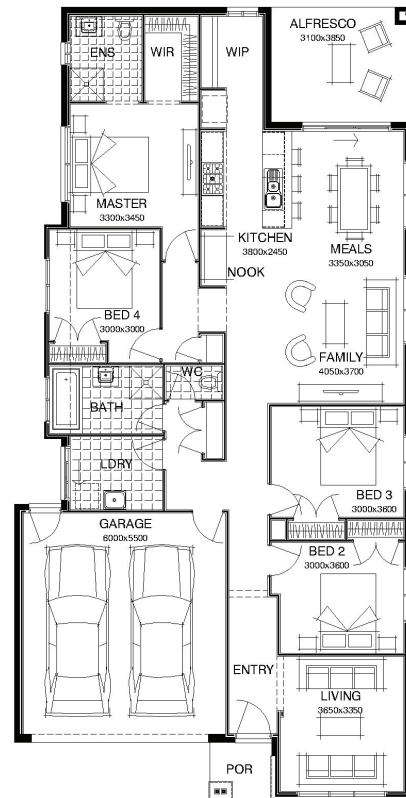 ALFRESCO
3100x3850
ENS
WIR
WIP
MASTER
3300x3450
KITCHEN
3800x2450
MEALS
3350x3050
NOOK
BED 4
3000x3000
FAMILY
4050x3700
WC
BATH
LDRY
BED 3
3000x3600
GARAGE
6000x5500
BED 2
3000x3600
ENTRY
LIVING
3650x3350
POR